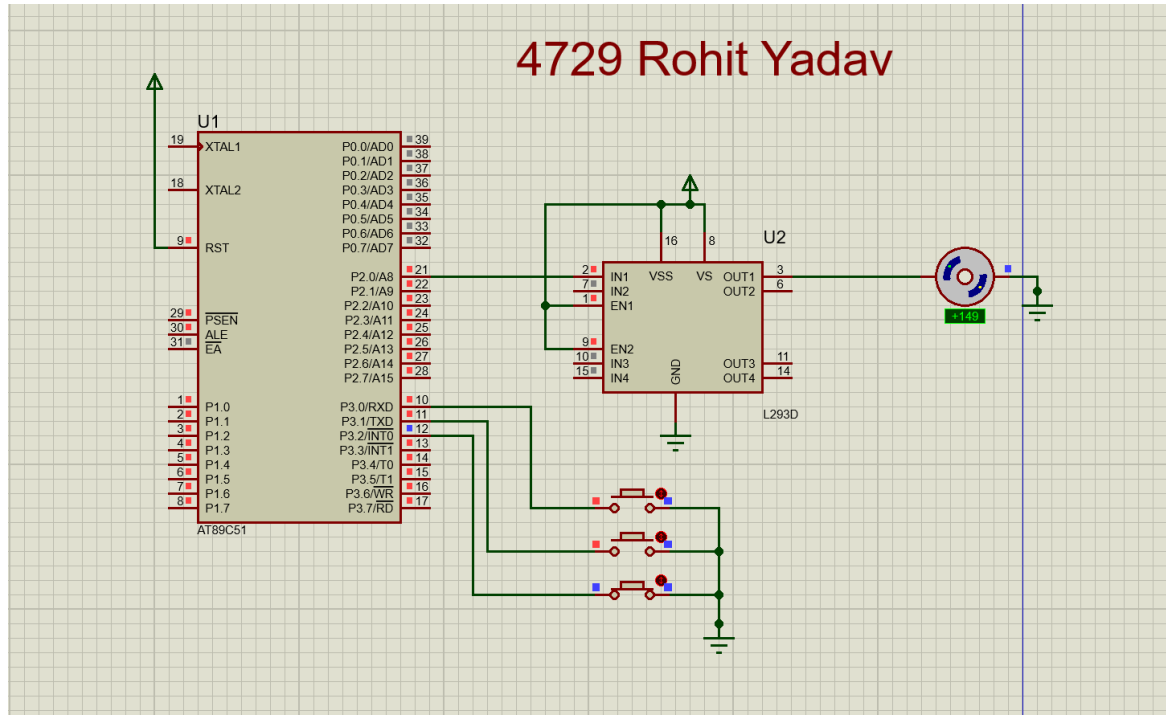 4729 Rohit Yadav
U1
19 XTAL1
18 XTAL2
9 RST
29 PSEN
30 ALE
31 EA
1 P1.0
2 P1.1
3 P1.2
4 P1.3
5 P1.4
6 P1.5
7 P1.6
8 P1.7
P0.0/AD0 39
P0.1/AD1 38
P0.2/AD2 37
P0.3/AD3 36
P0.4/AD4 35
P0.5/AD5 34
P0.6/AD6 33
P0.7/AD7 32
P2.0/A8 21
P2.1/A9 22
P2.2/A10 23
P2.3/A11 24
P2.4/A12 25
P2.5/A13 26
P2.6/A14 27
P2.7/A15 28
P3.0/RXD 10
P3.1/TXD 11
P3.2/INT0 12
P3.3/INT1 13
P3.4/T0 14
P3.5/T1 15
P3.6/WR 16
P3.7/RD 17
AT89C51
U2
16 8
VSS VS
2 IN1
7 IN2
1 EN1
9 EN2
10 IN3
15 IN4
GND
OUT1 3
OUT2 6
OUT3 11
OUT4 14
L293D
+149